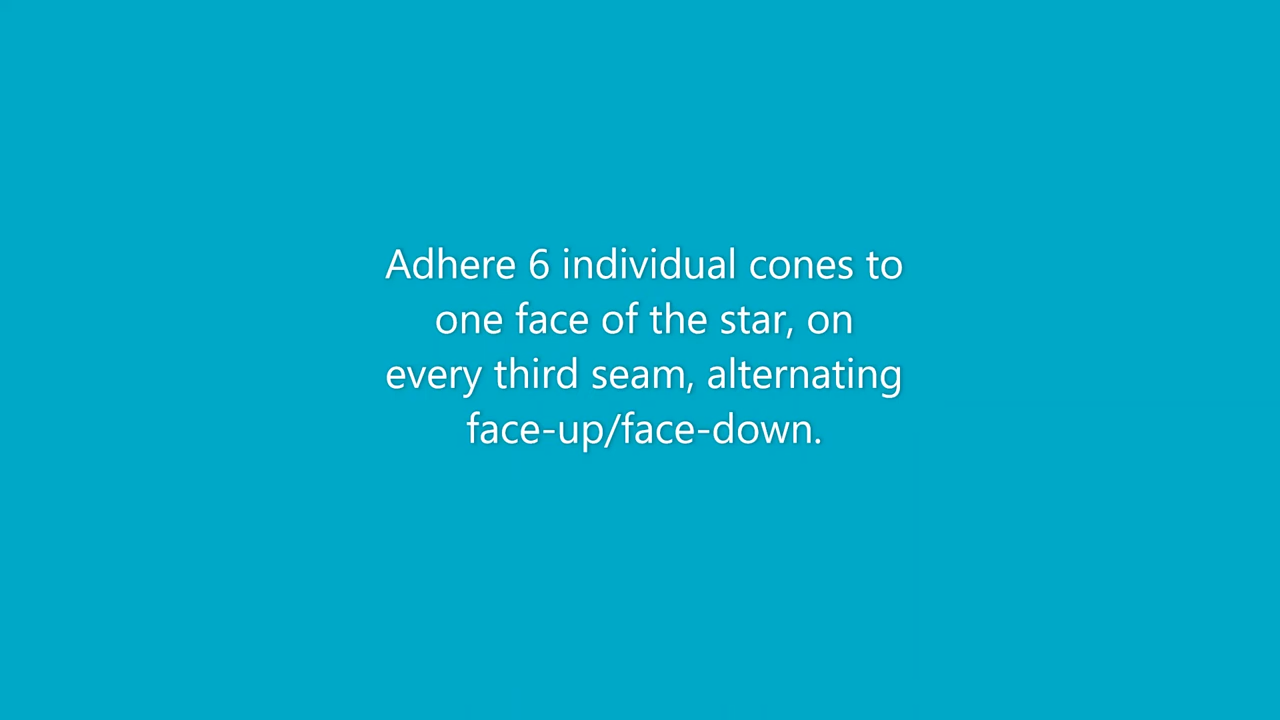 Adhere 6 individual cones to
one face of the star, on
every third seam, alternating
face-up/face-down.